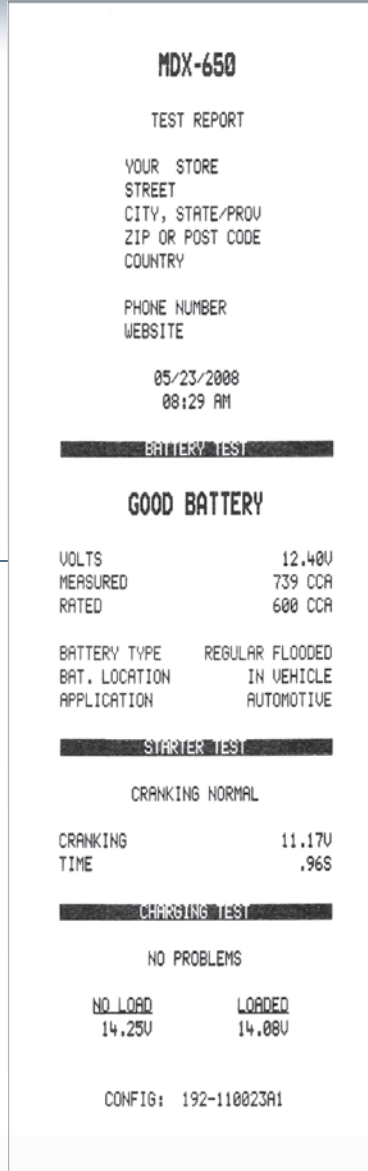 MDX-650
TEST REPORT
YOUR STORE
STREET
CITY, STATE/PROV
ZIP OR POST CODE
COUNTRY
PHONE NUMBER
WEBSITE
05/23/2008
08:29 AM
BATTERY TEST
GOOD BATTERY
VOLTS 12.40V
MEASURED 739 CCA
RATED 600 CCA
BATTERY TYPE REGULAR FLOODED
BAT. LOCATION IN VEHICLE
APPLICATION AUTOMOTIVE
STARTER TEST
CRANKING NORMAL
CRANKING 11.17V
TIME .96S
CHARGING TEST
NO PROBLEMS
NO LOAD LOADED
14.25V 14.08V
CONFIG: 192-110023A1